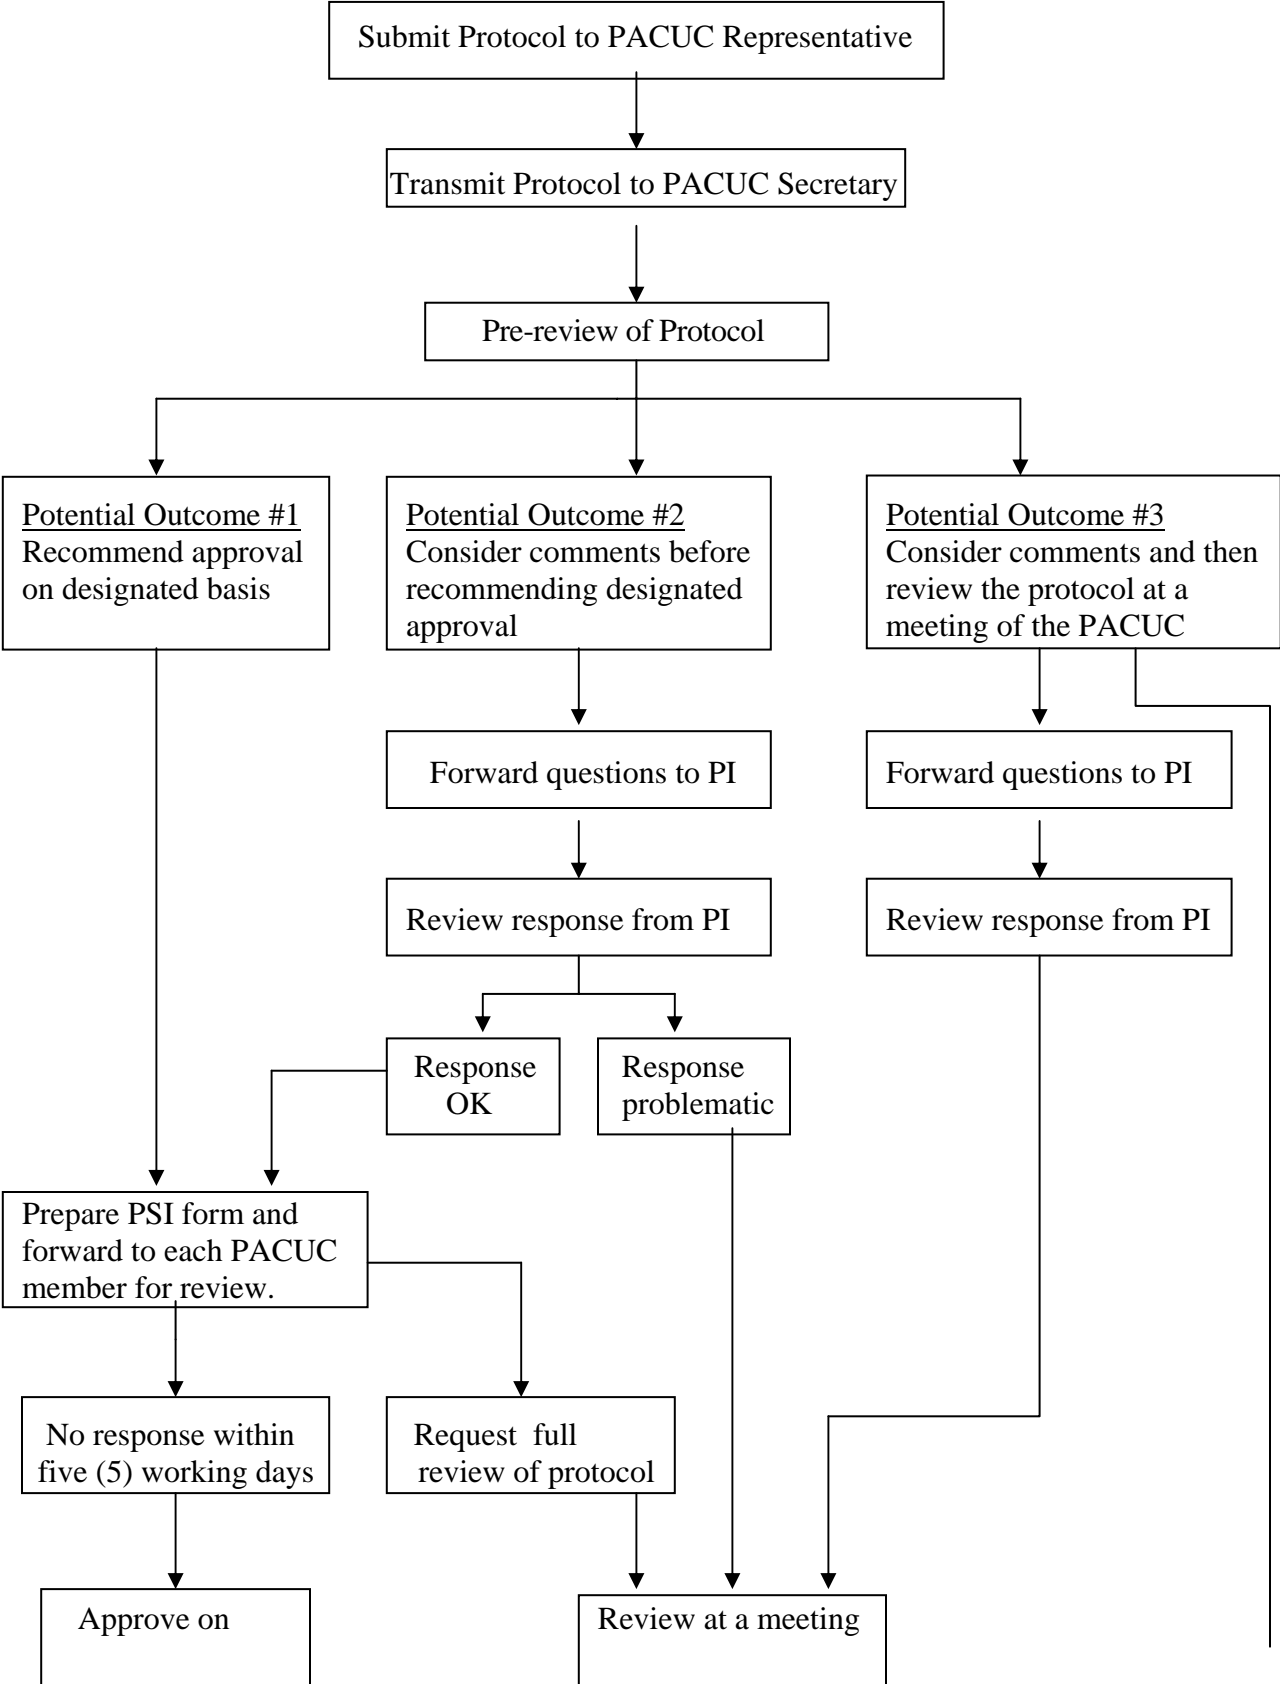 Submit Protocol to PACUC Representative
Transmit Protocol to PACUC Secretary
Pre-review of Protocol
Potential Outcome #1
Recommend approval
on designated basis
Potential Outcome #2
Consider comments before
recommending designated
approval
Potential Outcome #3
Consider comments and then
review the protocol at a
meeting of the PACUC
Forward questions to PI
Forward questions to PI
Review response from PI
Review response from PI
Response
OK
Response
problematic
Prepare PSI form and
forward to each PACUC
member for review.
No response within
five (5) working days
Request full
review of protocol
Approve on
Review at a meeting